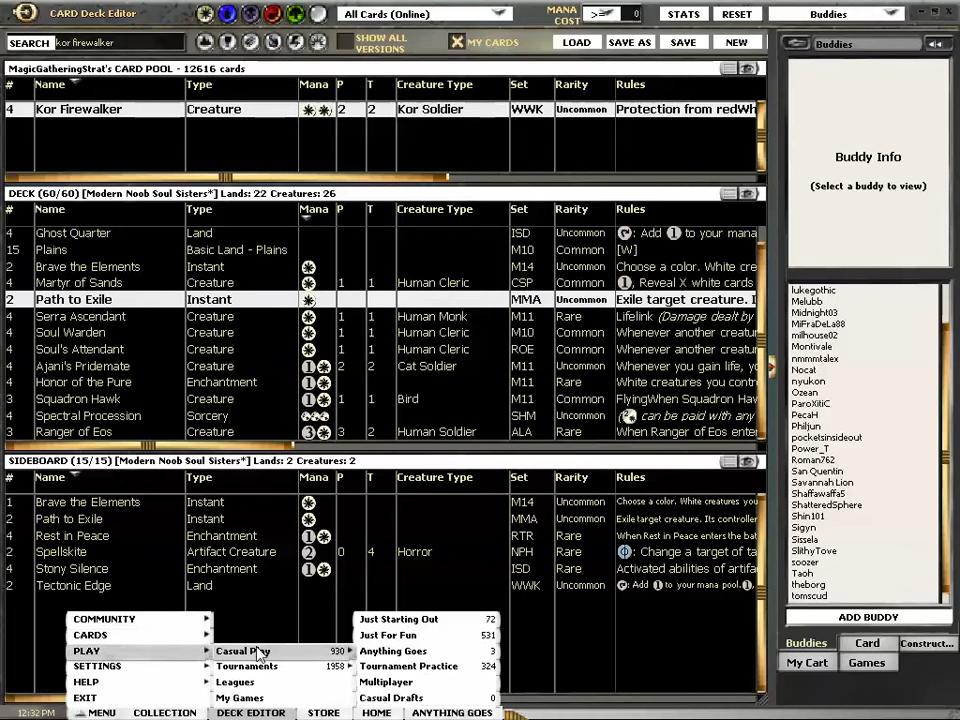 CARD Deck Editor All Cards (Online) MANA COST >= 0 STATS RESET Buddies
SEARCH kor firewalker SHOW ALL VERSIONS MY CARDS LOAD SAVE AS SAVE NEW Buddies
MagicGatheringStrat's CARD POOL - 12616 cards
# Name Type Mana P T Creature Type Set Rarity Rules
4 Kor Firewalker Creature 2 2 Kor Soldier WWK Uncommon Protection from redWh
Buddy Info
(Select a buddy to view)
DECK (60/60) [Modern Noob Soul Sisters*] Lands: 22 Creatures: 26
# Name Type Mana P T Creature Type Set Rarity Rules
4 Ghost Quarter Land ISD Uncommon : Add 1 to your mana
15 Plains Basic Land - Plains M10 Common [W]
2 Brave the Elements Instant M14 Uncommon Choose a color. White cre
4 Martyr of Sands Creature 1 1 Human Cleric CSP Common 1, Reveal X white cards
2 Path to Exile Instant MMA Uncommon Exile target creature. I
4 Serra Ascendant Creature 1 1 Human Monk M11 Rare Lifelink (Damage dealt by
4 Soul Warden Creature 1 1 Human Cleric M10 Common Whenever another creatur
4 Soul's Attendant Creature 1 1 Human Cleric ROE Common Whenever another creatur
4 Ajani's Pridemate Creature 1 2 2 Cat Soldier M11 Uncommon Whenever you gain life, yo
4 Honor of the Pure Enchantment 1 M11 Rare White creatures you cont
3 Squadron Hawk Creature 1 1 1 Bird M11 Common FlyingWhen Squadron Haw
4 Spectral Procession Sorcery SHM Uncommon ( can be paid with any
3 Ranger of Eos Creature 3 3 2 Human Soldier ALA Rare When Ranger of Eos enter
SIDEBOARD (15/15) [Modern Noob Soul Sisters*] Lands: 2 Creatures: 2
# Name Type Mana P T Creature Type Set Rarity Rules
1 Brave the Elements Instant M14 Uncommon Choose a color. White creatures you
2 Path to Exile Instant MMA Uncommon Exile target creature. Its controller
4 Rest in Peace Enchantment 1 RTR Rare When Rest in Peace enters the bat
2 Spellskite Artifact Creature 2 0 4 Horror NPH Rare : Change a target of ta
4 Stony Silence Enchantment 1 ISD Rare Activated abilities of artifac
2 Tectonic Edge Land WWK Uncommon : Add 1 to your mana pool. 1,
lukegothic
Melubb
Midnight03
MiFraDeLa88
milhouse02
Montivale
nmmmtalex
Nocat
nyukon
Ozean
ParoXitiC
PecaH
Philjun
pocketsinsideout
Power_T
Roman762
San Quentin
Savannah Lion
Shaffawaffa5
ShatteredSphere
Shin101
Sigyn
Sissela
SlithyTove
soozer
Taoh
theborg
tomscud
ADD BUDDY
Buddies Card Construc...
My Cart Games
COMMUNITY
CARDS
PLAY
SETTINGS
HELP
EXIT
Casual Play 930
Tournaments 1958
Leagues
My Games
Just Starting Out 72
Just For Fun 531
Anything Goes 3
Tournament Practice 324
Multiplayer
Casual Drafts 0
12:32 PM MENU COLLECTION DECK EDITOR STORE HOME ANYTHING GOES